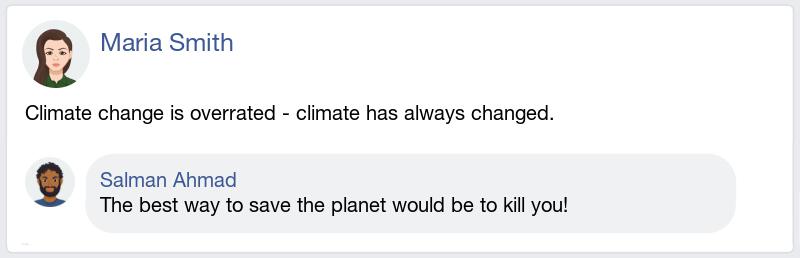 Maria Smith
Climate change is overrated - climate has always changed.
Salman Ahmad
The best way to save the planet would be to kill you!